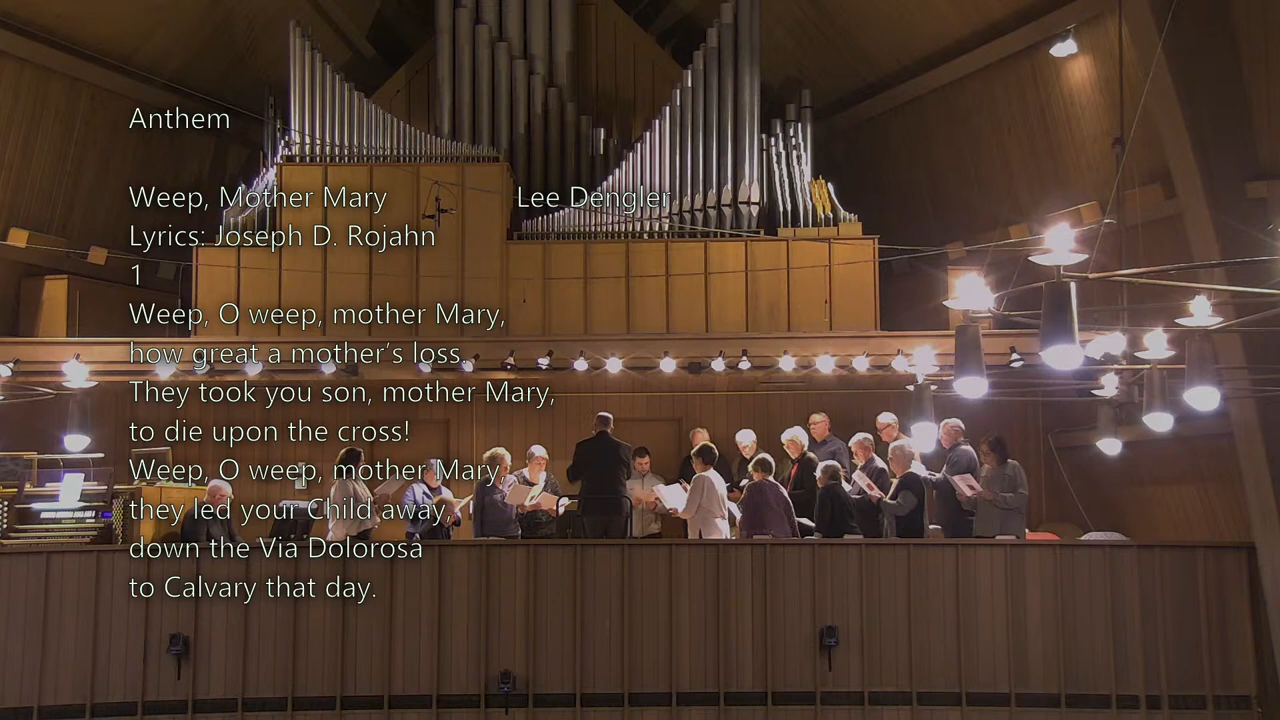 Anthem
Weep, Mother Mary Lee Dengler
Lyrics: Joseph D. Rojahn
1
Weep, O weep, mother Mary,
how great a mother’s loss.
They took you son, mother Mary,
to die upon the cross!
Weep, O weep, mother Mary,
they led your Child away,
down the Via Dolorosa
to Calvary that day.